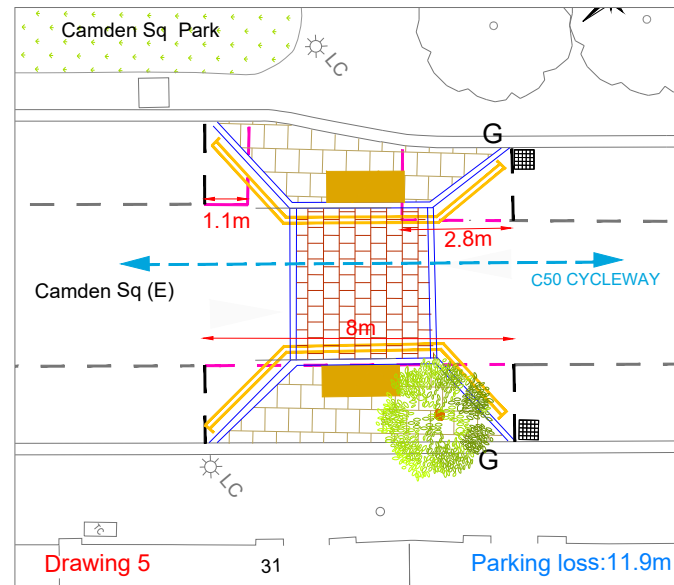 Camden Sq Park
LC
G
1.1m
2.8m
C50 CYCLEWAY
Camden Sq (E)
8m
G
LC
TC
Drawing 5
31
Parking loss:11.9m